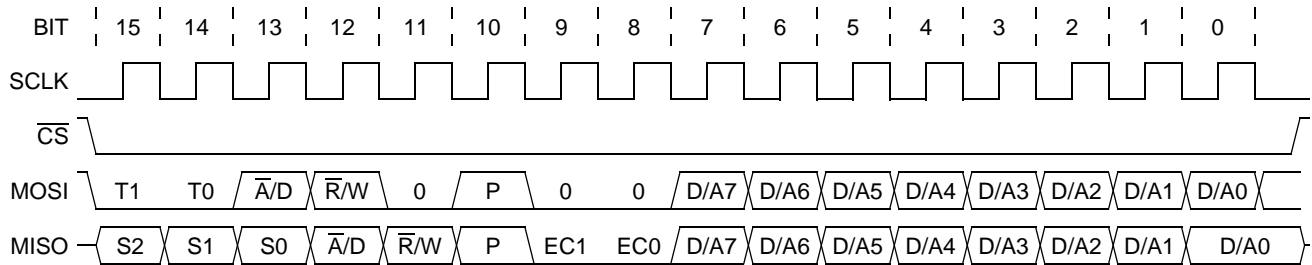 BIT 15 14 13 12 11 10 9 8 7 6 5 4 3 2 1 0
SCLK
C̅S̅
MOSI T1 T0 A̅/D R̅/W 0 P 0 0 D/A7 D/A6 D/A5 D/A4 D/A3 D/A2 D/A1 D/A0
MISO S2 S1 S0 A̅/D R̅/W P EC1 EC0 D/A7 D/A6 D/A5 D/A4 D/A3 D/A2 D/A1 D/A0